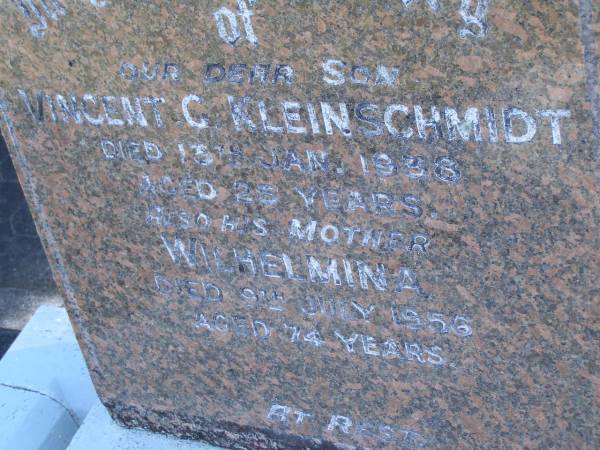 of
OUR DEAR SON
VINCENT C. KLEINSCHMIDT
DIED 13TH JAN. 1938
AGED 25 YEARS.
ALSO HIS MOTHER
WILHELMINA
DIED 9TH JULY 1956
AGED 74 YEARS.
AT REST.